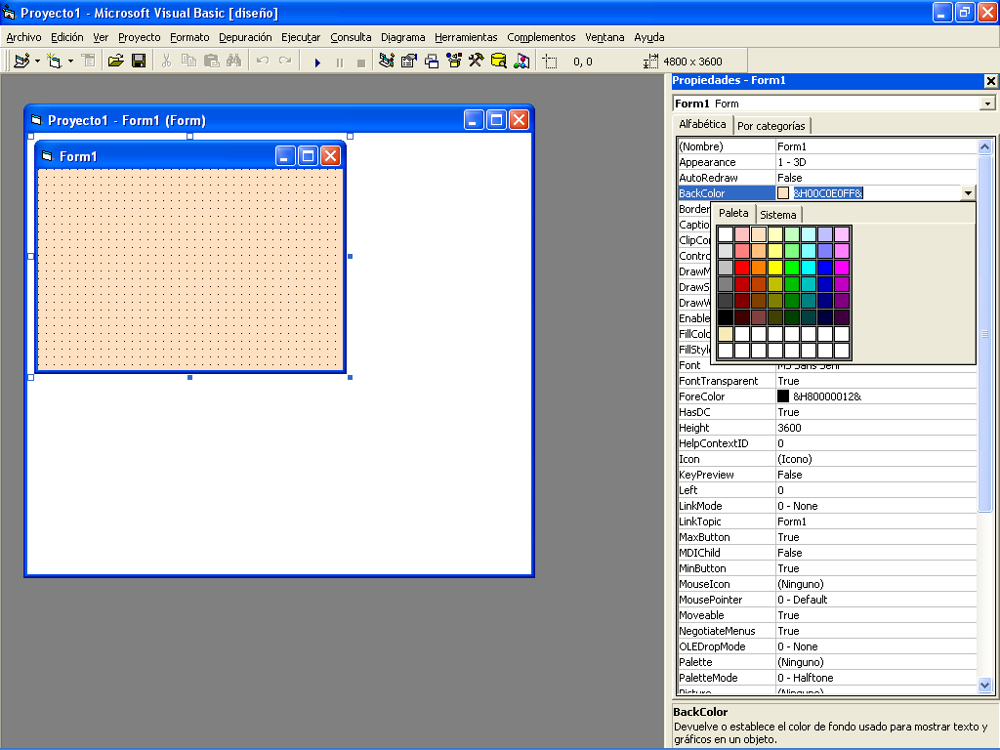 Proyecto1 - Microsoft Visual Basic [diseño]
Archivo Edición Ver Proyecto Formato Depuración Ejecutar Consulta Diagrama Herramientas Complementos Ventana Ayuda
0, 0 4800 x 3600
Propiedades - Form1
Form1 Form
Alfabética Por categorías
Proyecto1 - Form1 (Form)
Form1
(Nombre) Form1
Appearance 1 - 3D
AutoRedraw False
BackColor &H00C0E0FF&
Border
Paleta Sistema
Captio
ClipCo
Contro
DrawM
DrawS
DrawW
Enable
FillColo
FillStyl
Font MS Sans Serif
FontTransparent True
ForeColor &H80000012&
HasDC True
Height 3600
HelpContextID 0
Icon (Icono)
KeyPreview False
Left 0
LinkMode 0 - None
LinkTopic Form1
MaxButton True
MDIChild False
MinButton True
MouseIcon (Ninguno)
MousePointer 0 - Default
Moveable True
NegotiateMenus True
OLEDropMode 0 - None
Palette (Ninguno)
PaletteMode 0 - Halftone
Picture (Ninguno)
BackColor
Devuelve o establece el color de fondo usado para mostrar texto y
gráficos en un objeto.